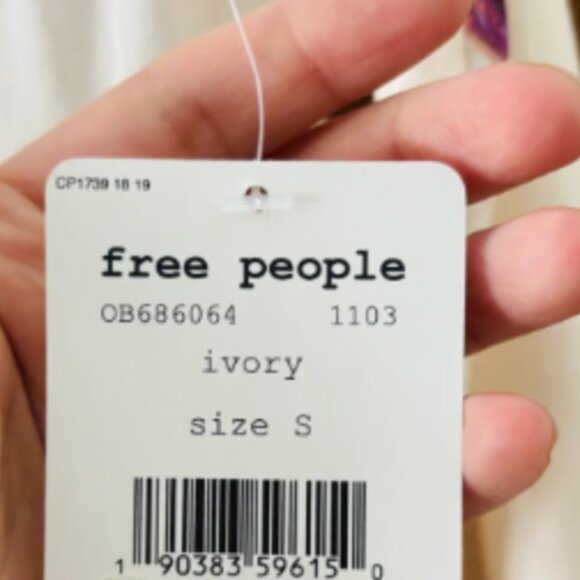 CP1739 18 19
free people
OB686064 1103
ivory
size S
1 90383 59615 0